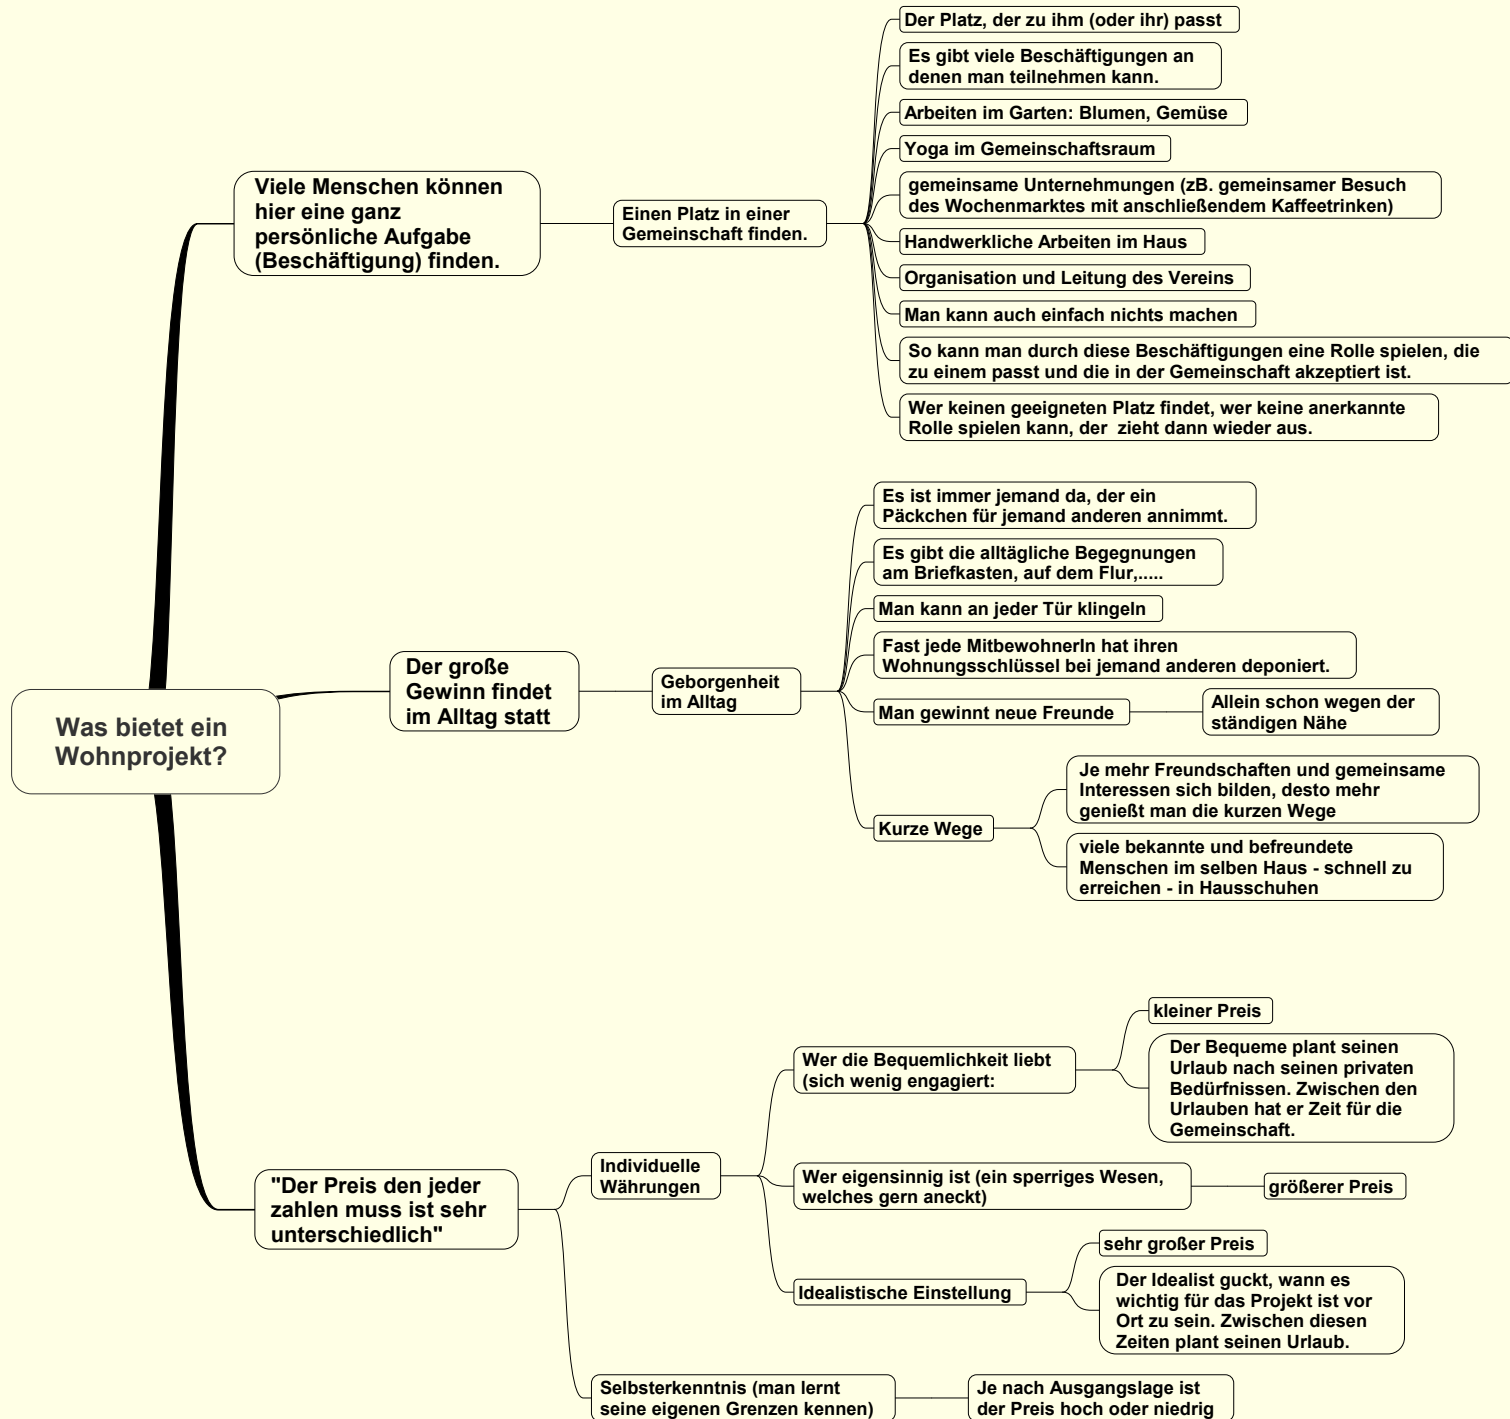 Was bietet ein
Wohnprojekt?
Viele Menschen können
hier eine ganz
persönliche Aufgabe
(Beschäftigung) finden.
Einen Platz in einer
Gemeinschaft finden.
Der Platz, der zu ihm (oder ihr) passt
Es gibt viele Beschäftigungen an
denen man teilnehmen kann.
Arbeiten im Garten: Blumen, Gemüse
Yoga im Gemeinschaftsraum
gemeinsame Unternehmungen (zB. gemeinsamer Besuch
des Wochenmarktes mit anschließendem Kaffeetrinken)
Handwerkliche Arbeiten im Haus
Organisation und Leitung des Vereins
Man kann auch einfach nichts machen
So kann man durch diese Beschäftigungen eine Rolle spielen, die
zu einem passt und die in der Gemeinschaft akzeptiert ist.
Wer keinen geeigneten Platz findet, wer keine anerkannte
Rolle spielen kann, der  zieht dann wieder aus.
Der große
Gewinn findet
im Alltag statt
Geborgenheit
im Alltag
Es ist immer jemand da, der ein
Päckchen für jemand anderen annimmt.
Es gibt die alltägliche Begegnungen
am Briefkasten, auf dem Flur,.....
Man kann an jeder Tür klingeln
Fast jede MitbewohnerIn hat ihren
Wohnungsschlüssel bei jemand anderen deponiert.
Man gewinnt neue Freunde
Allein schon wegen der
ständigen Nähe
Kurze Wege
Je mehr Freundschaften und gemeinsame
Interessen sich bilden, desto mehr
genießt man die kurzen Wege
viele bekannte und befreundete
Menschen im selben Haus - schnell zu
erreichen - in Hausschuhen
"Der Preis den jeder
zahlen muss ist sehr
unterschiedlich"
Individuelle
Währungen
Wer die Bequemlichkeit liebt
(sich wenig engagiert:
kleiner Preis
Der Bequeme plant seinen
Urlaub nach seinen privaten
Bedürfnissen. Zwischen den
Urlauben hat er Zeit für die
Gemeinschaft.
Wer eigensinnig ist (ein sperriges Wesen,
welches gern aneckt)
größerer Preis
Idealistische Einstellung
sehr großer Preis
Der Idealist guckt, wann es
wichtig für das Projekt ist vor
Ort zu sein. Zwischen diesen
Zeiten plant seinen Urlaub.
Selbsterkenntnis (man lernt
seine eigenen Grenzen kennen)
Je nach Ausgangslage ist
der Preis hoch oder niedrig